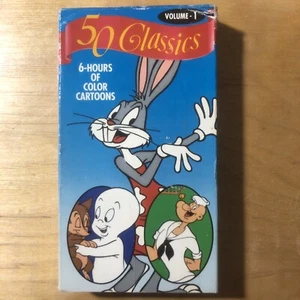 50 Classics
VOLUME - 1
6-HOURS
OF
COLOR
CARTOONS